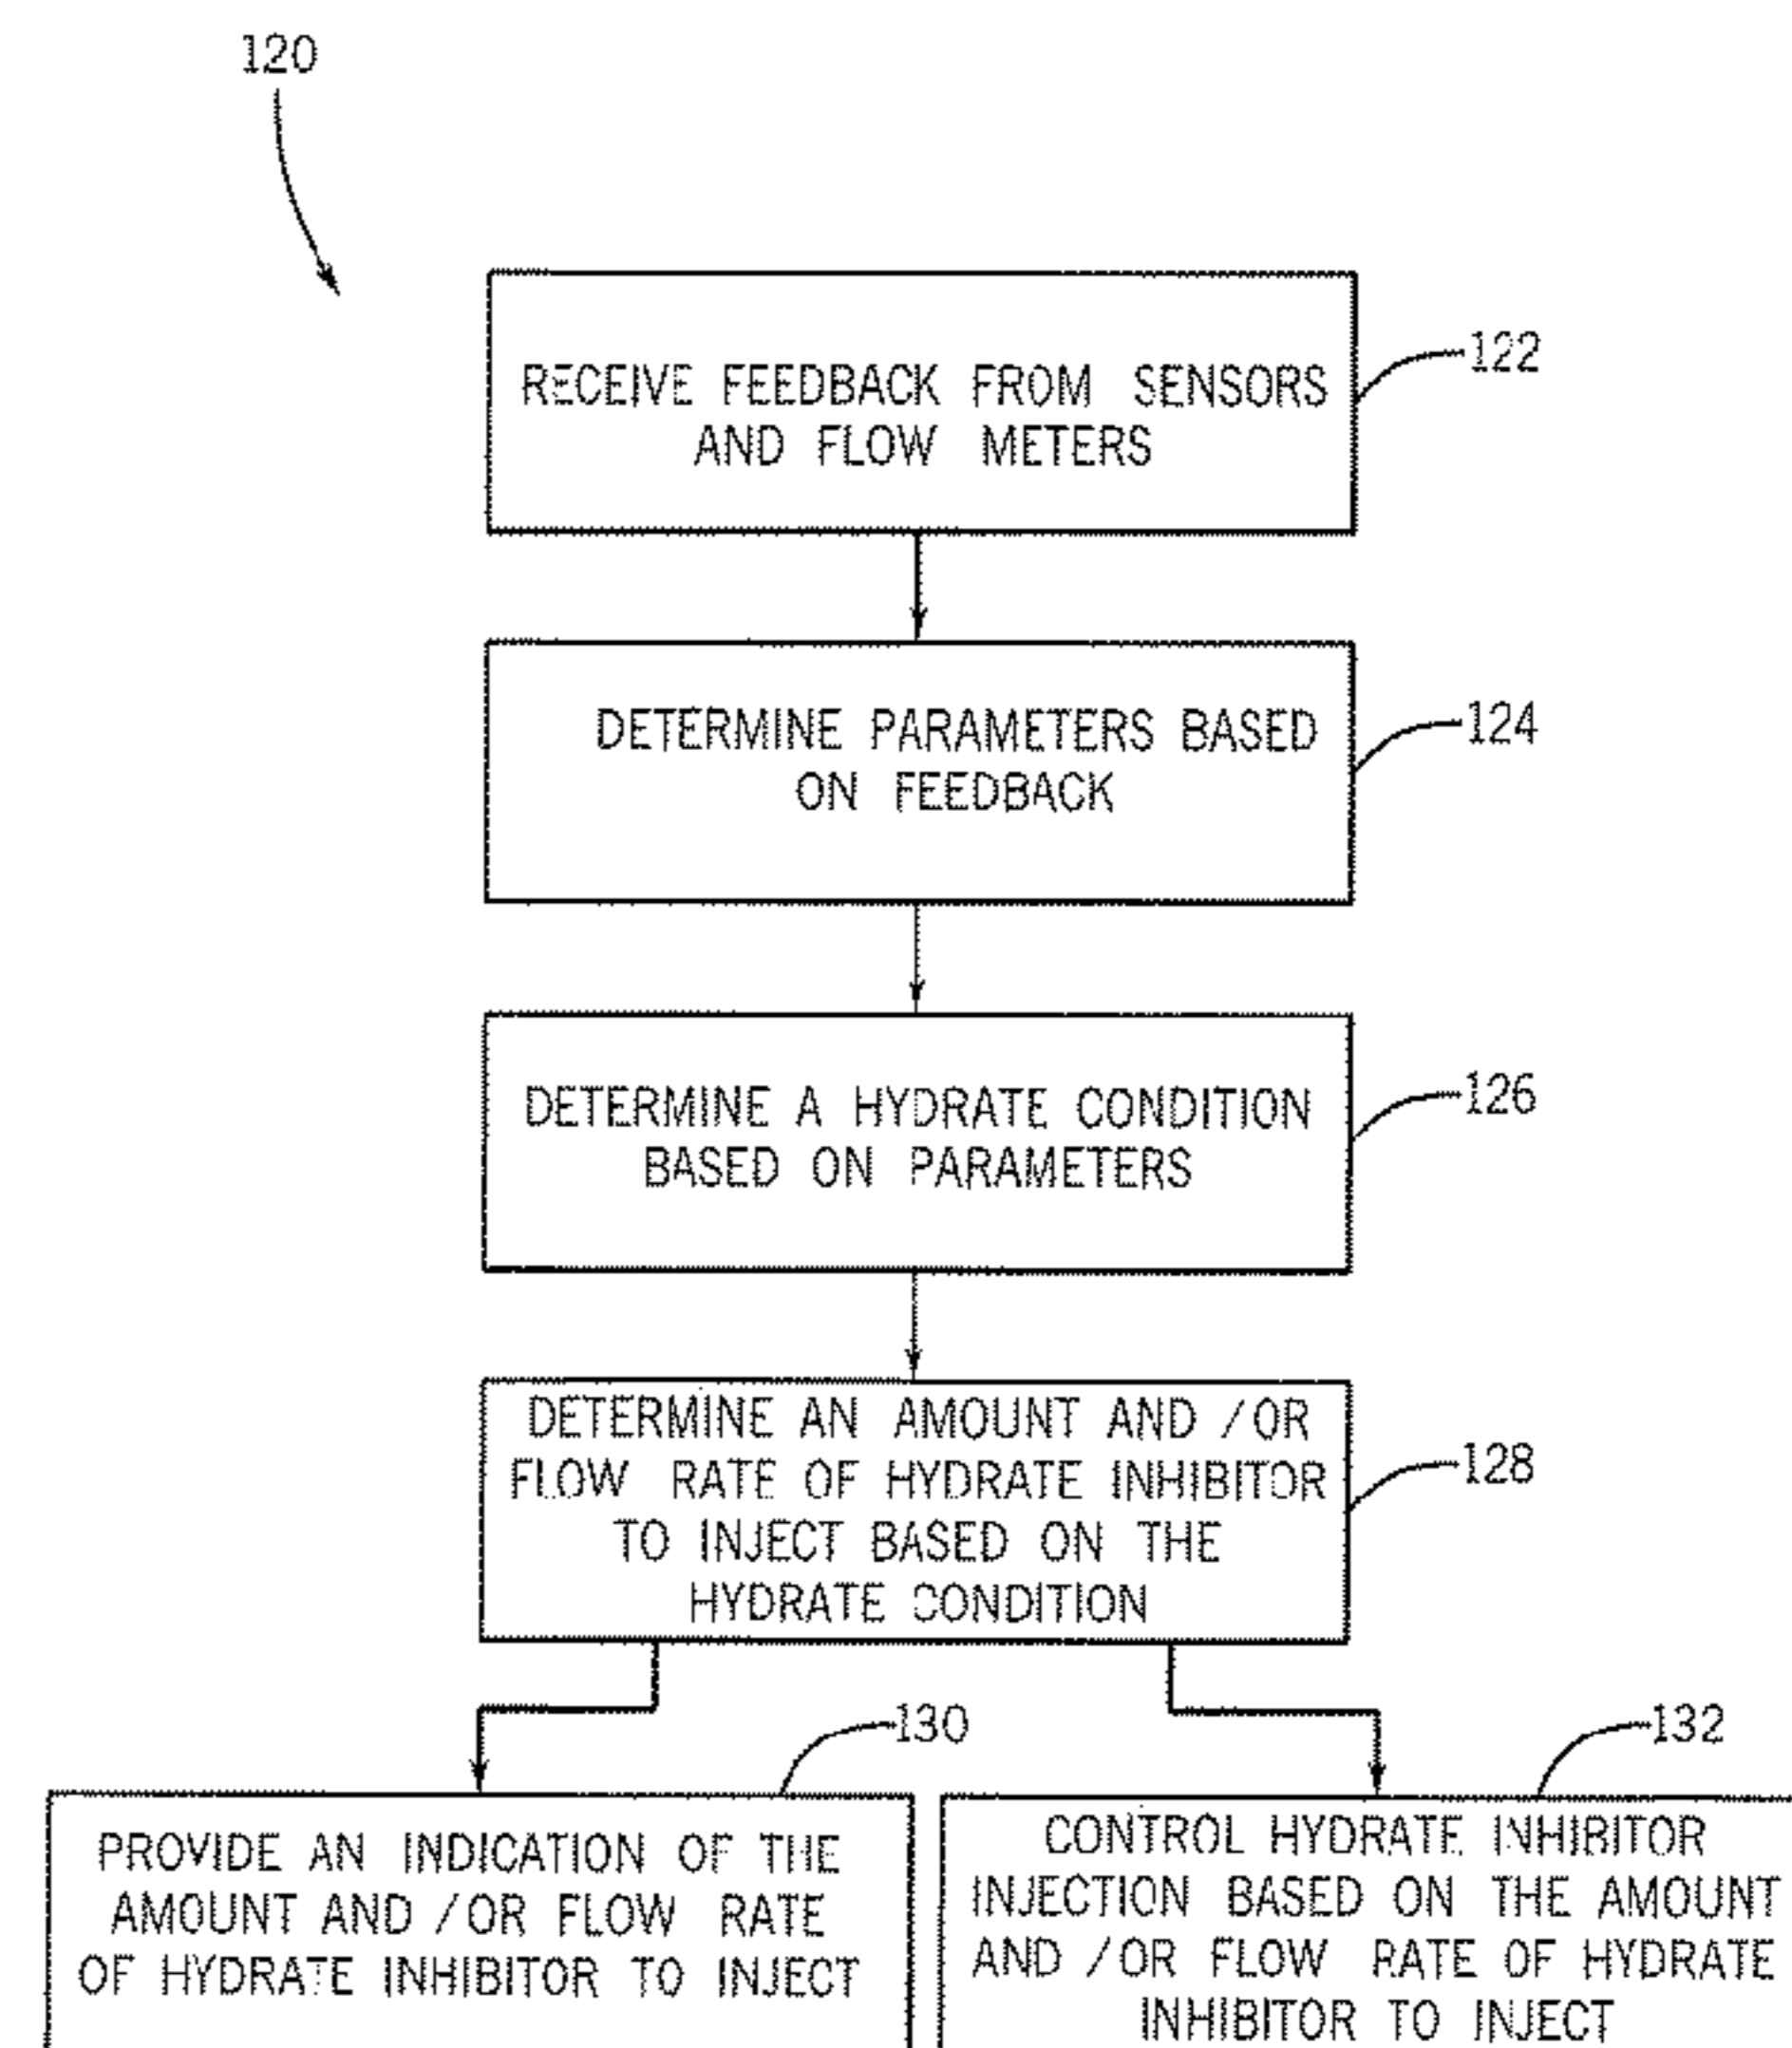 120
RECEIVE FEEDBACK FROM SENSORS
AND FLOW METERS
122
DETERMINE PARAMETERS BASED
ON FEEDBACK
124
DETERMINE A HYDRATE CONDITION
BASED ON PARAMETERS
126
DETERMINE AN AMOUNT AND /OR
FLOW RATE OF HYDRATE INHIBITOR
TO INJECT BASED ON THE
HYDRATE CONDITION
128
130
PROVIDE AN INDICATION OF THE
AMOUNT AND /OR FLOW RATE
OF HYDRATE INHIBITOR TO INJECT
132
CONTROL HYDRATE INHIBITOR
INJECTION BASED ON THE AMOUNT
AND /OR FLOW RATE OF HYDRATE
INHIBITOR TO INJECT